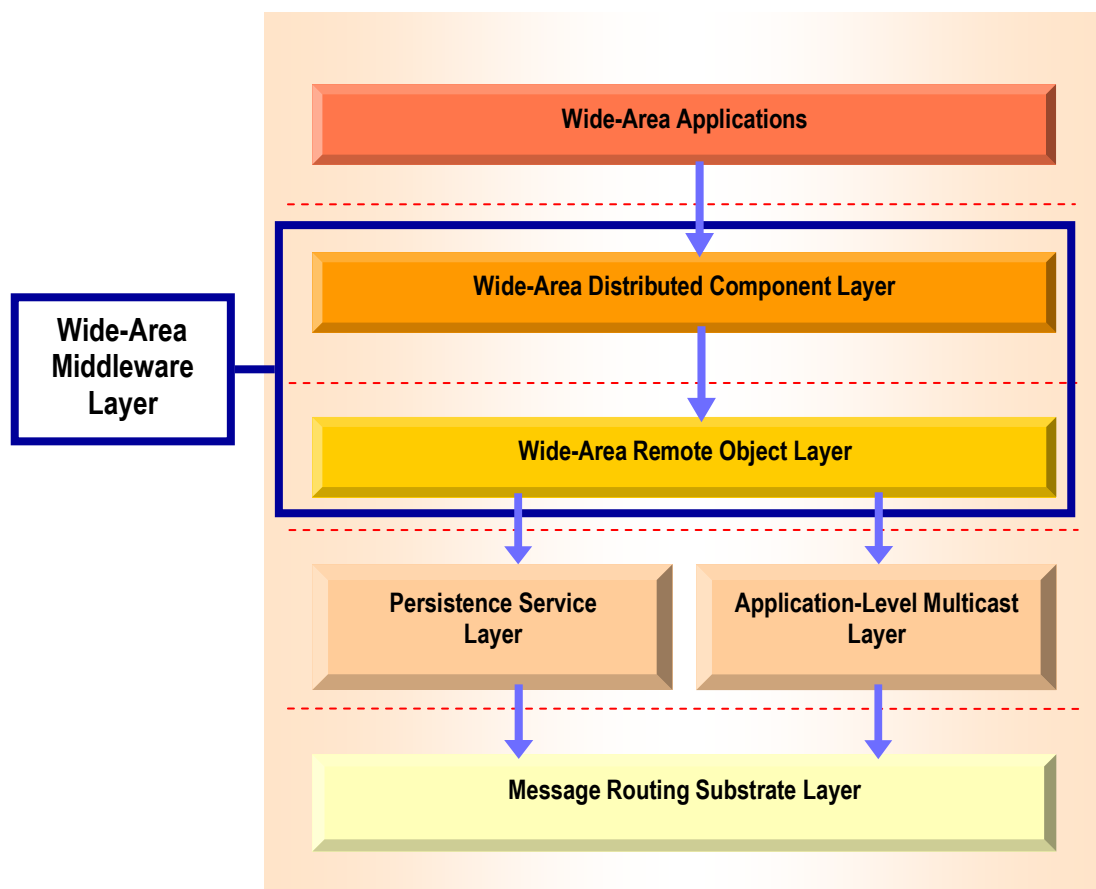 Wide-Area Applications
Wide-Area Distributed Component Layer
Wide-Area
Middleware
Layer
Wide-Area Remote Object Layer
Persistence Service
Layer
Application-Level Multicast
Layer
Message Routing Substrate Layer